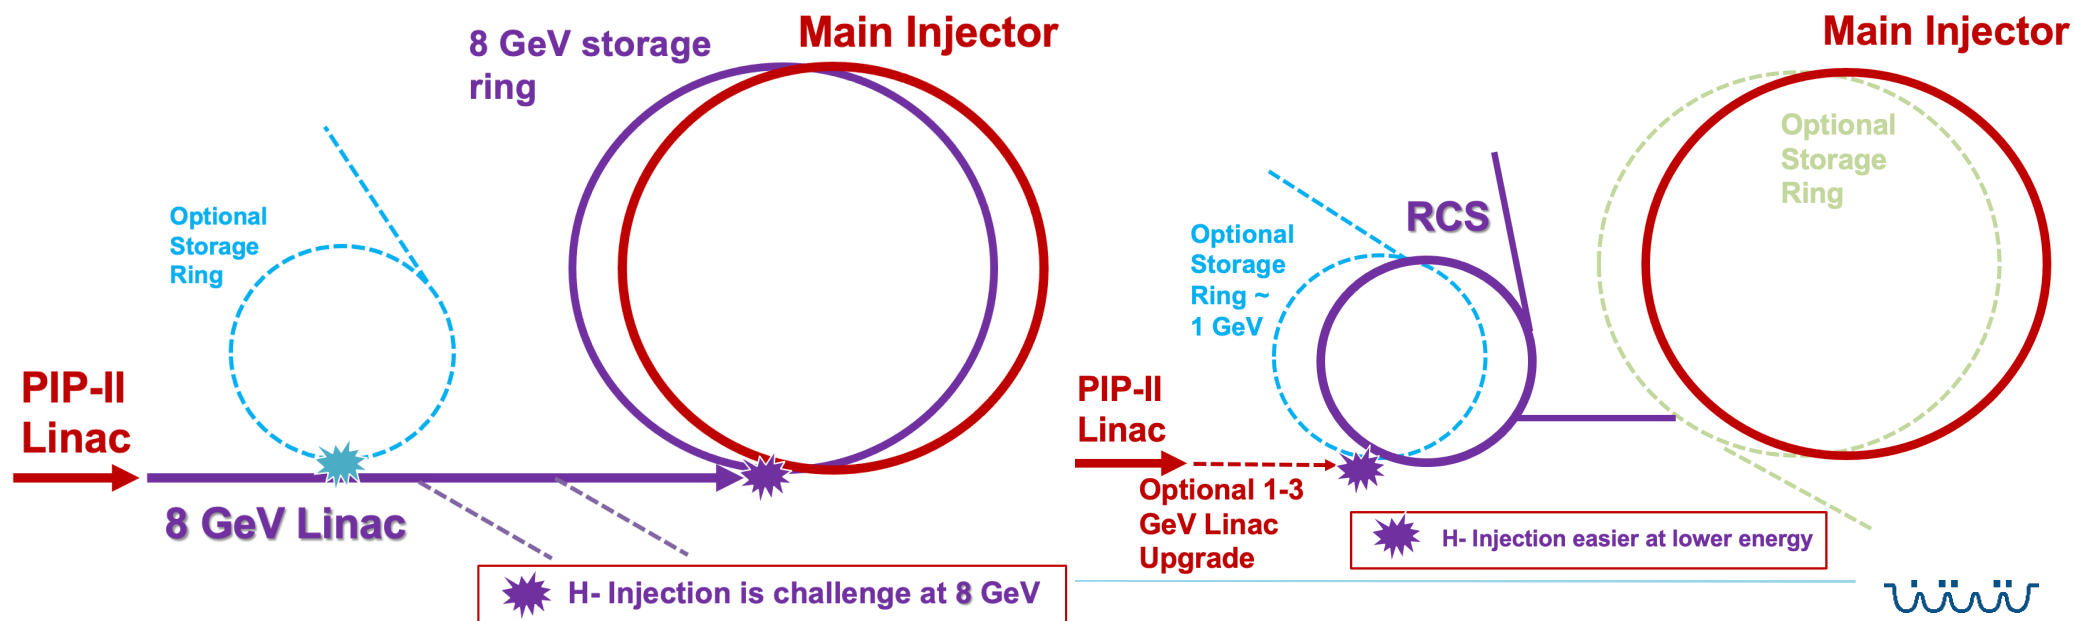 8 GeV storage
ring
Main Injector
Optional
Storage
Ring
PIP-II
Linac
8 GeV Linac
H- Injection is challenge at 8 GeV
Main Injector
Optional
Storage
Ring
RCS
Optional
Storage
Ring ~
1 GeV
PIP-II
Linac
Optional 1-3
GeV Linac
Upgrade
H- Injection easier at lower energy